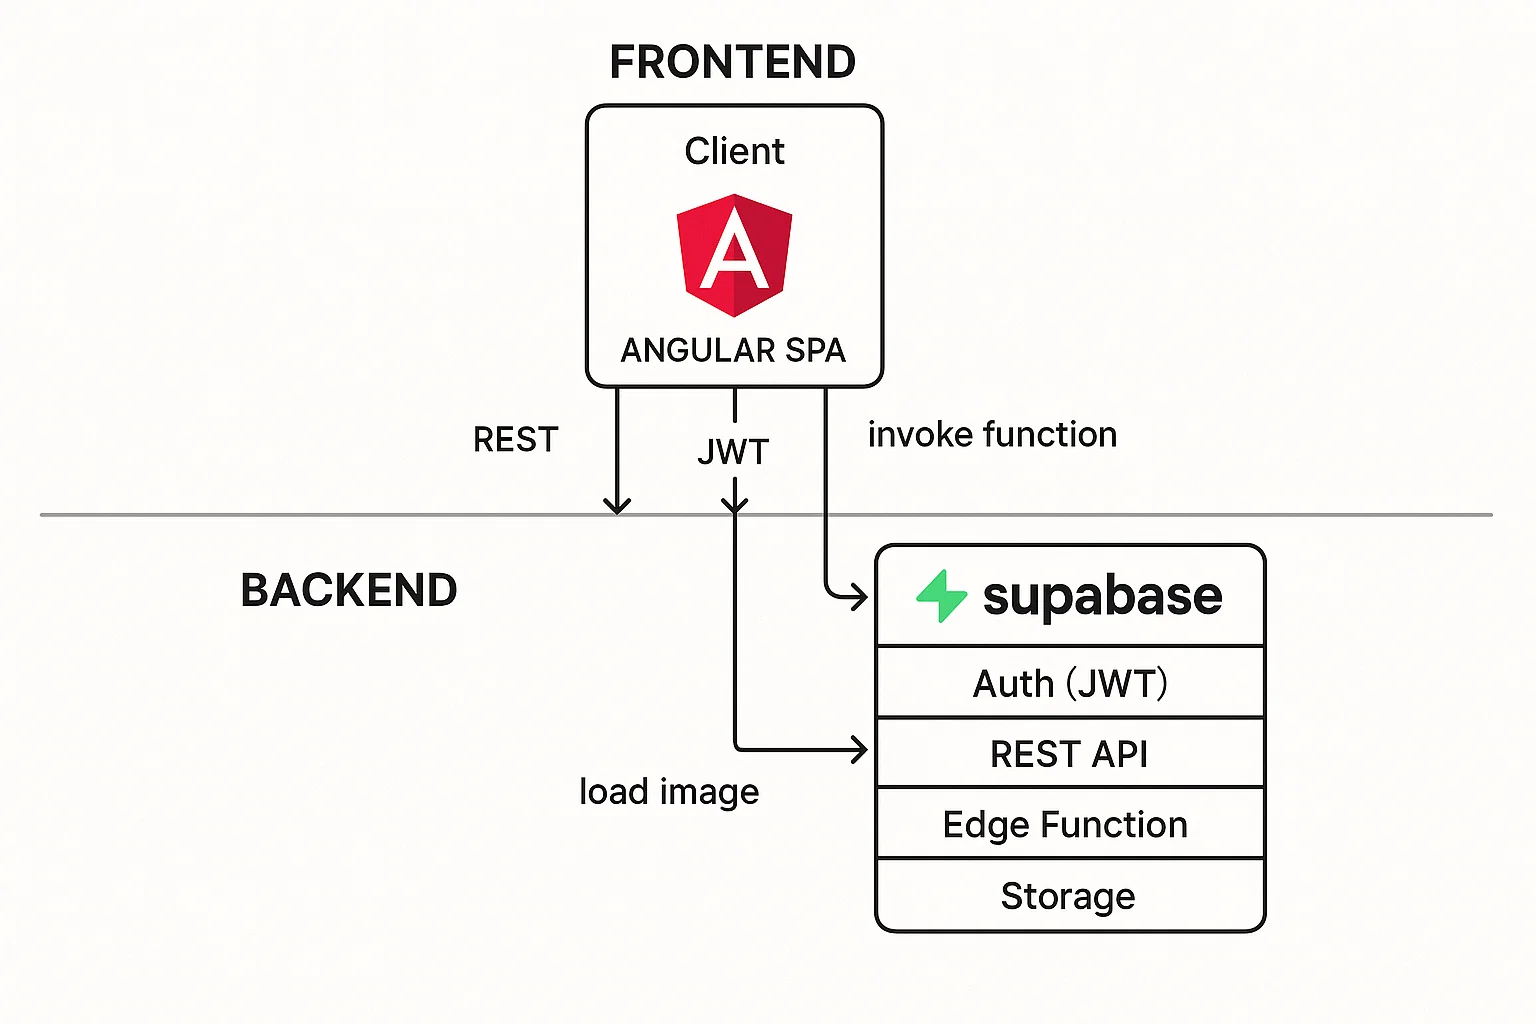 FRONTEND
Client
ANGULAR SPA
REST
JWT
invoke function
BACKEND
supabase
Auth (JWT)
REST API
load image
Edge Function
Storage